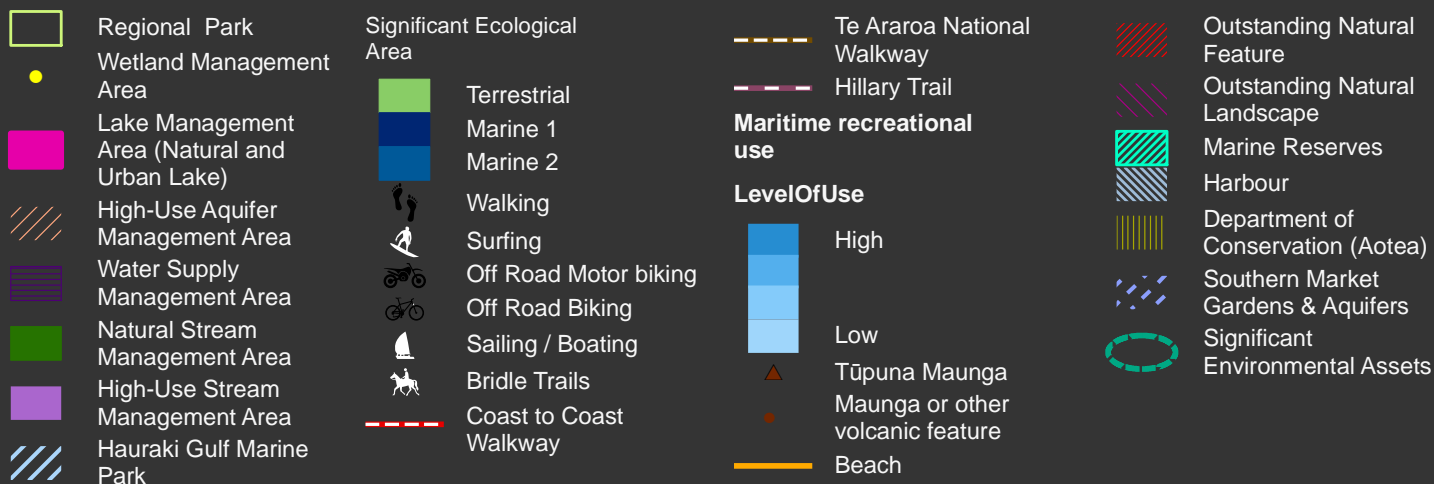 Regional Park
Wetland Management
Area
Lake Management
Area (Natural and
Urban Lake)
High-Use Aquifer
Management Area
Water Supply
Management Area
Natural Stream
Management Area
High-Use Stream
Management Area
Hauraki Gulf Marine
Park
Significant Ecological
Area
Terrestrial
Marine 1
Marine 2
Walking
Surfing
Off Road Motor biking
Off Road Biking
Sailing / Boating
Bridle Trails
Coast to Coast
Walkway
Te Araroa National
Walkway
Hillary Trail
Maritime recreational
use
LevelOfUse
High
Low
Tūpuna Maunga
Maunga or other
volcanic feature
Beach
Outstanding Natural
Feature
Outstanding Natural
Landscape
Marine Reserves
Harbour
Department of
Conservation (Aotea)
Southern Market
Gardens & Aquifers
Significant
Environmental Assets